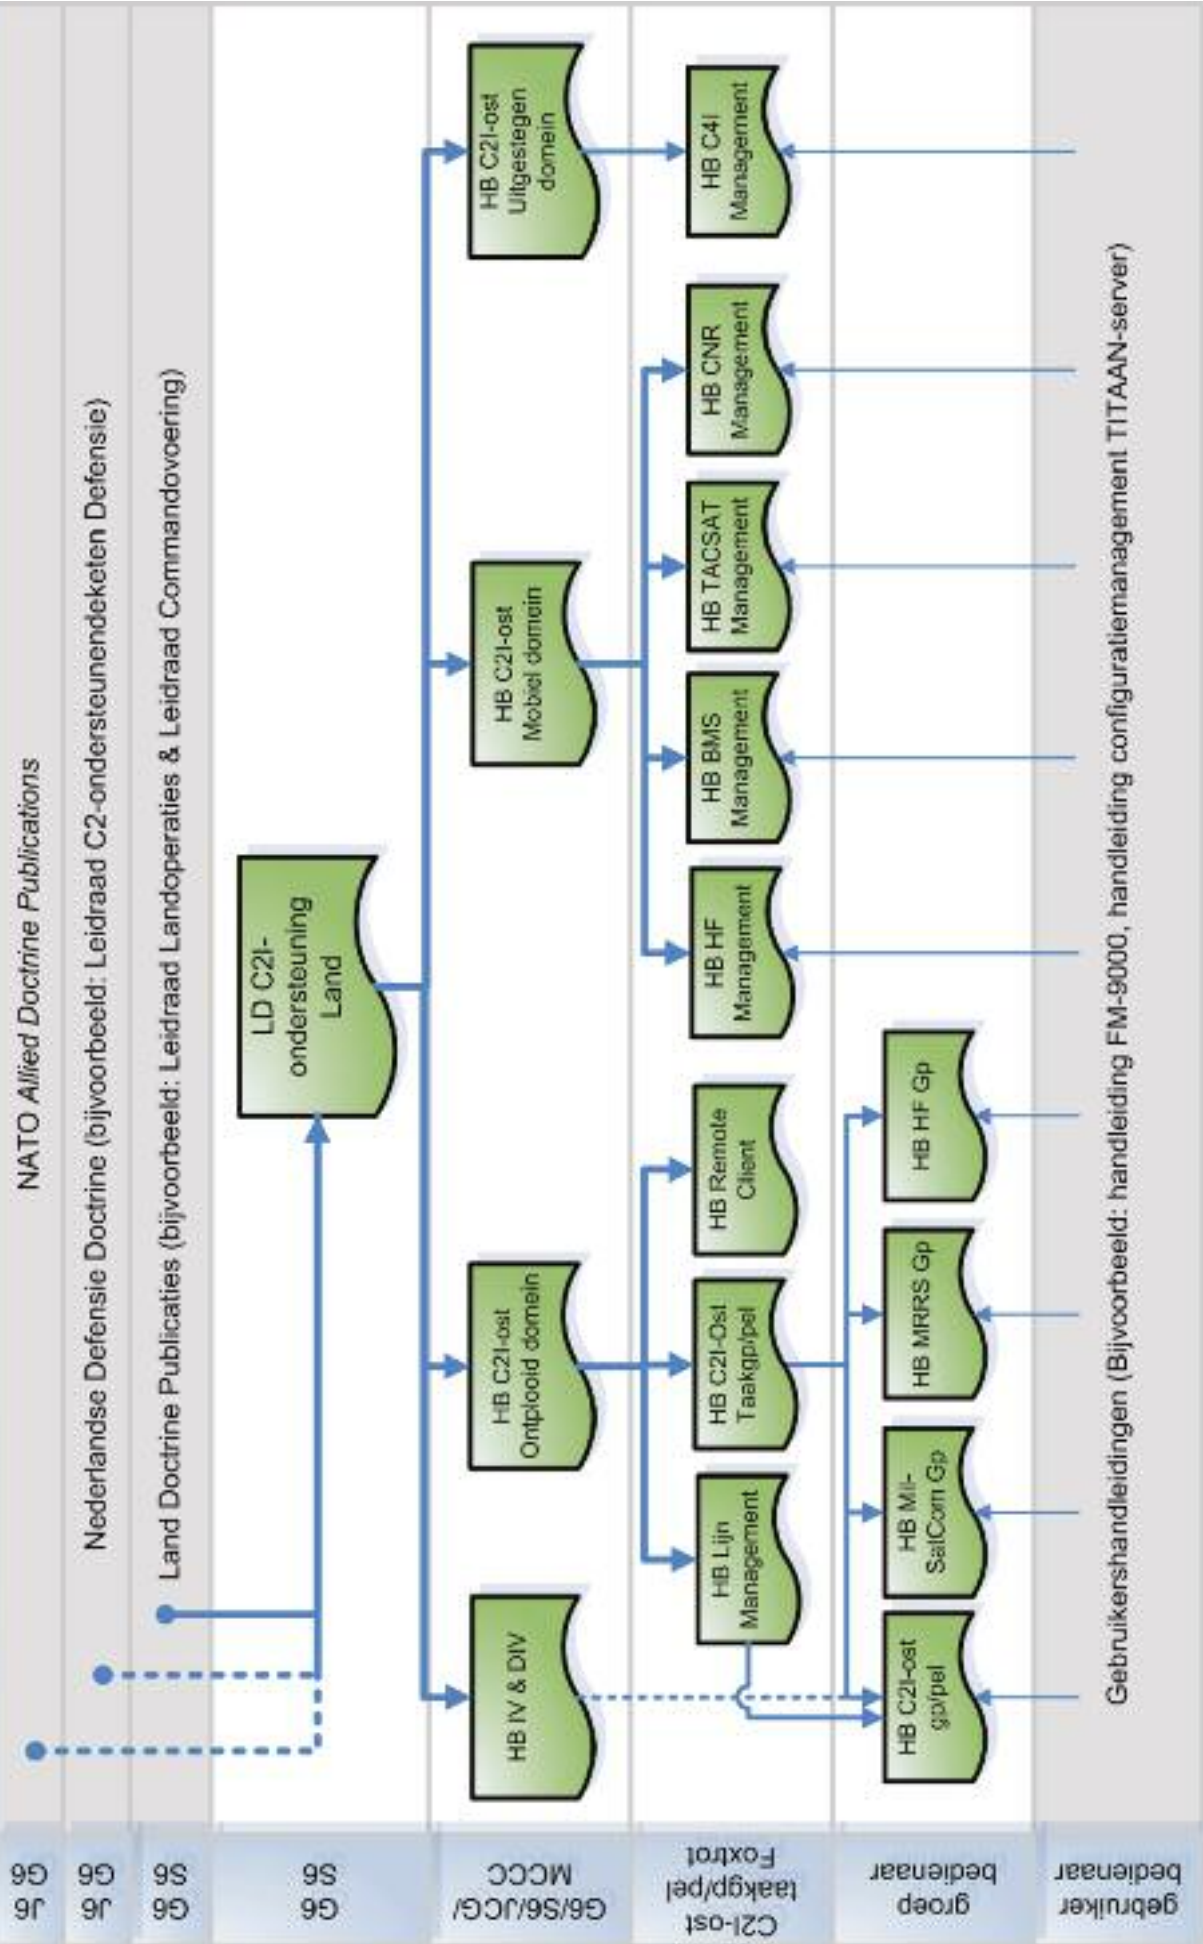 NATO Allied Doctrine Publications
Nederlandse Defensie Doctrine (bijvoorbeeld: Leidraad C2-ondersteunendeketen Defensie)
Land Doctrine Publicaties (bijvoorbeeld: Leidraad Landoperaties & Leidraad Commandovoering)
LD C2I-
ondersteuning
Land
HB IV & DIV
HB C2I-ost
Ontplooid domein
HB C2I-ost
Mobiel domein
HB C2I-ost
Uitgestegen
domein
HB Lijn
Management
HB C2I-Ost
Taakgp/pel
HB Remote
Client
HB HF
Management
HB BMS
Management
HB TACSAT
Management
HB CNR
Management
HB C4I
Management
HB C2I-ost
gp/pel
HB Mil-
SatCom Gp
HB MRRS Gp
HB HF Gp
Gebruikershandleidingen (Bijvoorbeeld: handleiding FM-9000, handleiding configuratiemanagement TITAAN-server)
J6
G6
J6
G6
G6
S6
G6
S6
G6/S6/JCG/
MCCC
C2I-ost
taakgp/pel
Foxtrot
groep
bedienaar
gebruiker
bedienaar